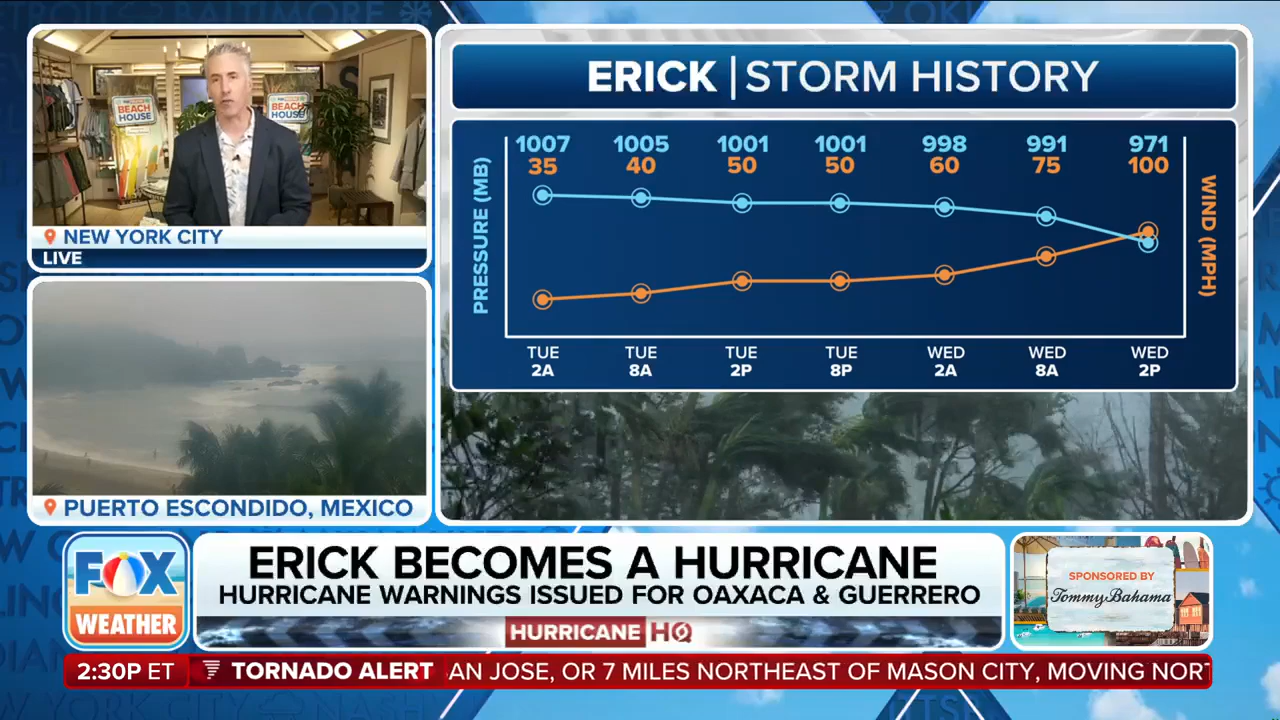 BEACH
HOUSE
BEACH
HOUSE
NEW YORK CITY
LIVE
PUERTO ESCONDIDO, MEXICO
ERICK | STORM HISTORY
PRESSURE (MB)
1007 1005 1001 1001 998 991 971
35 40 50 50 60 75 100
WIND (MPH)
TUE TUE TUE TUE WED WED WED
2A 8A 2P 8P 2A 8A 2P
FOX
WEATHER
ERICK BECOMES A HURRICANE
HURRICANE WARNINGS ISSUED FOR OAXACA & GUERRERO
HURRICANE HQ
SPONSORED BY
Tommy Bahama
2:30P ET TORNADO ALERT AN JOSE, OR 7 MILES NORTHEAST OF MASON CITY, MOVING NOR